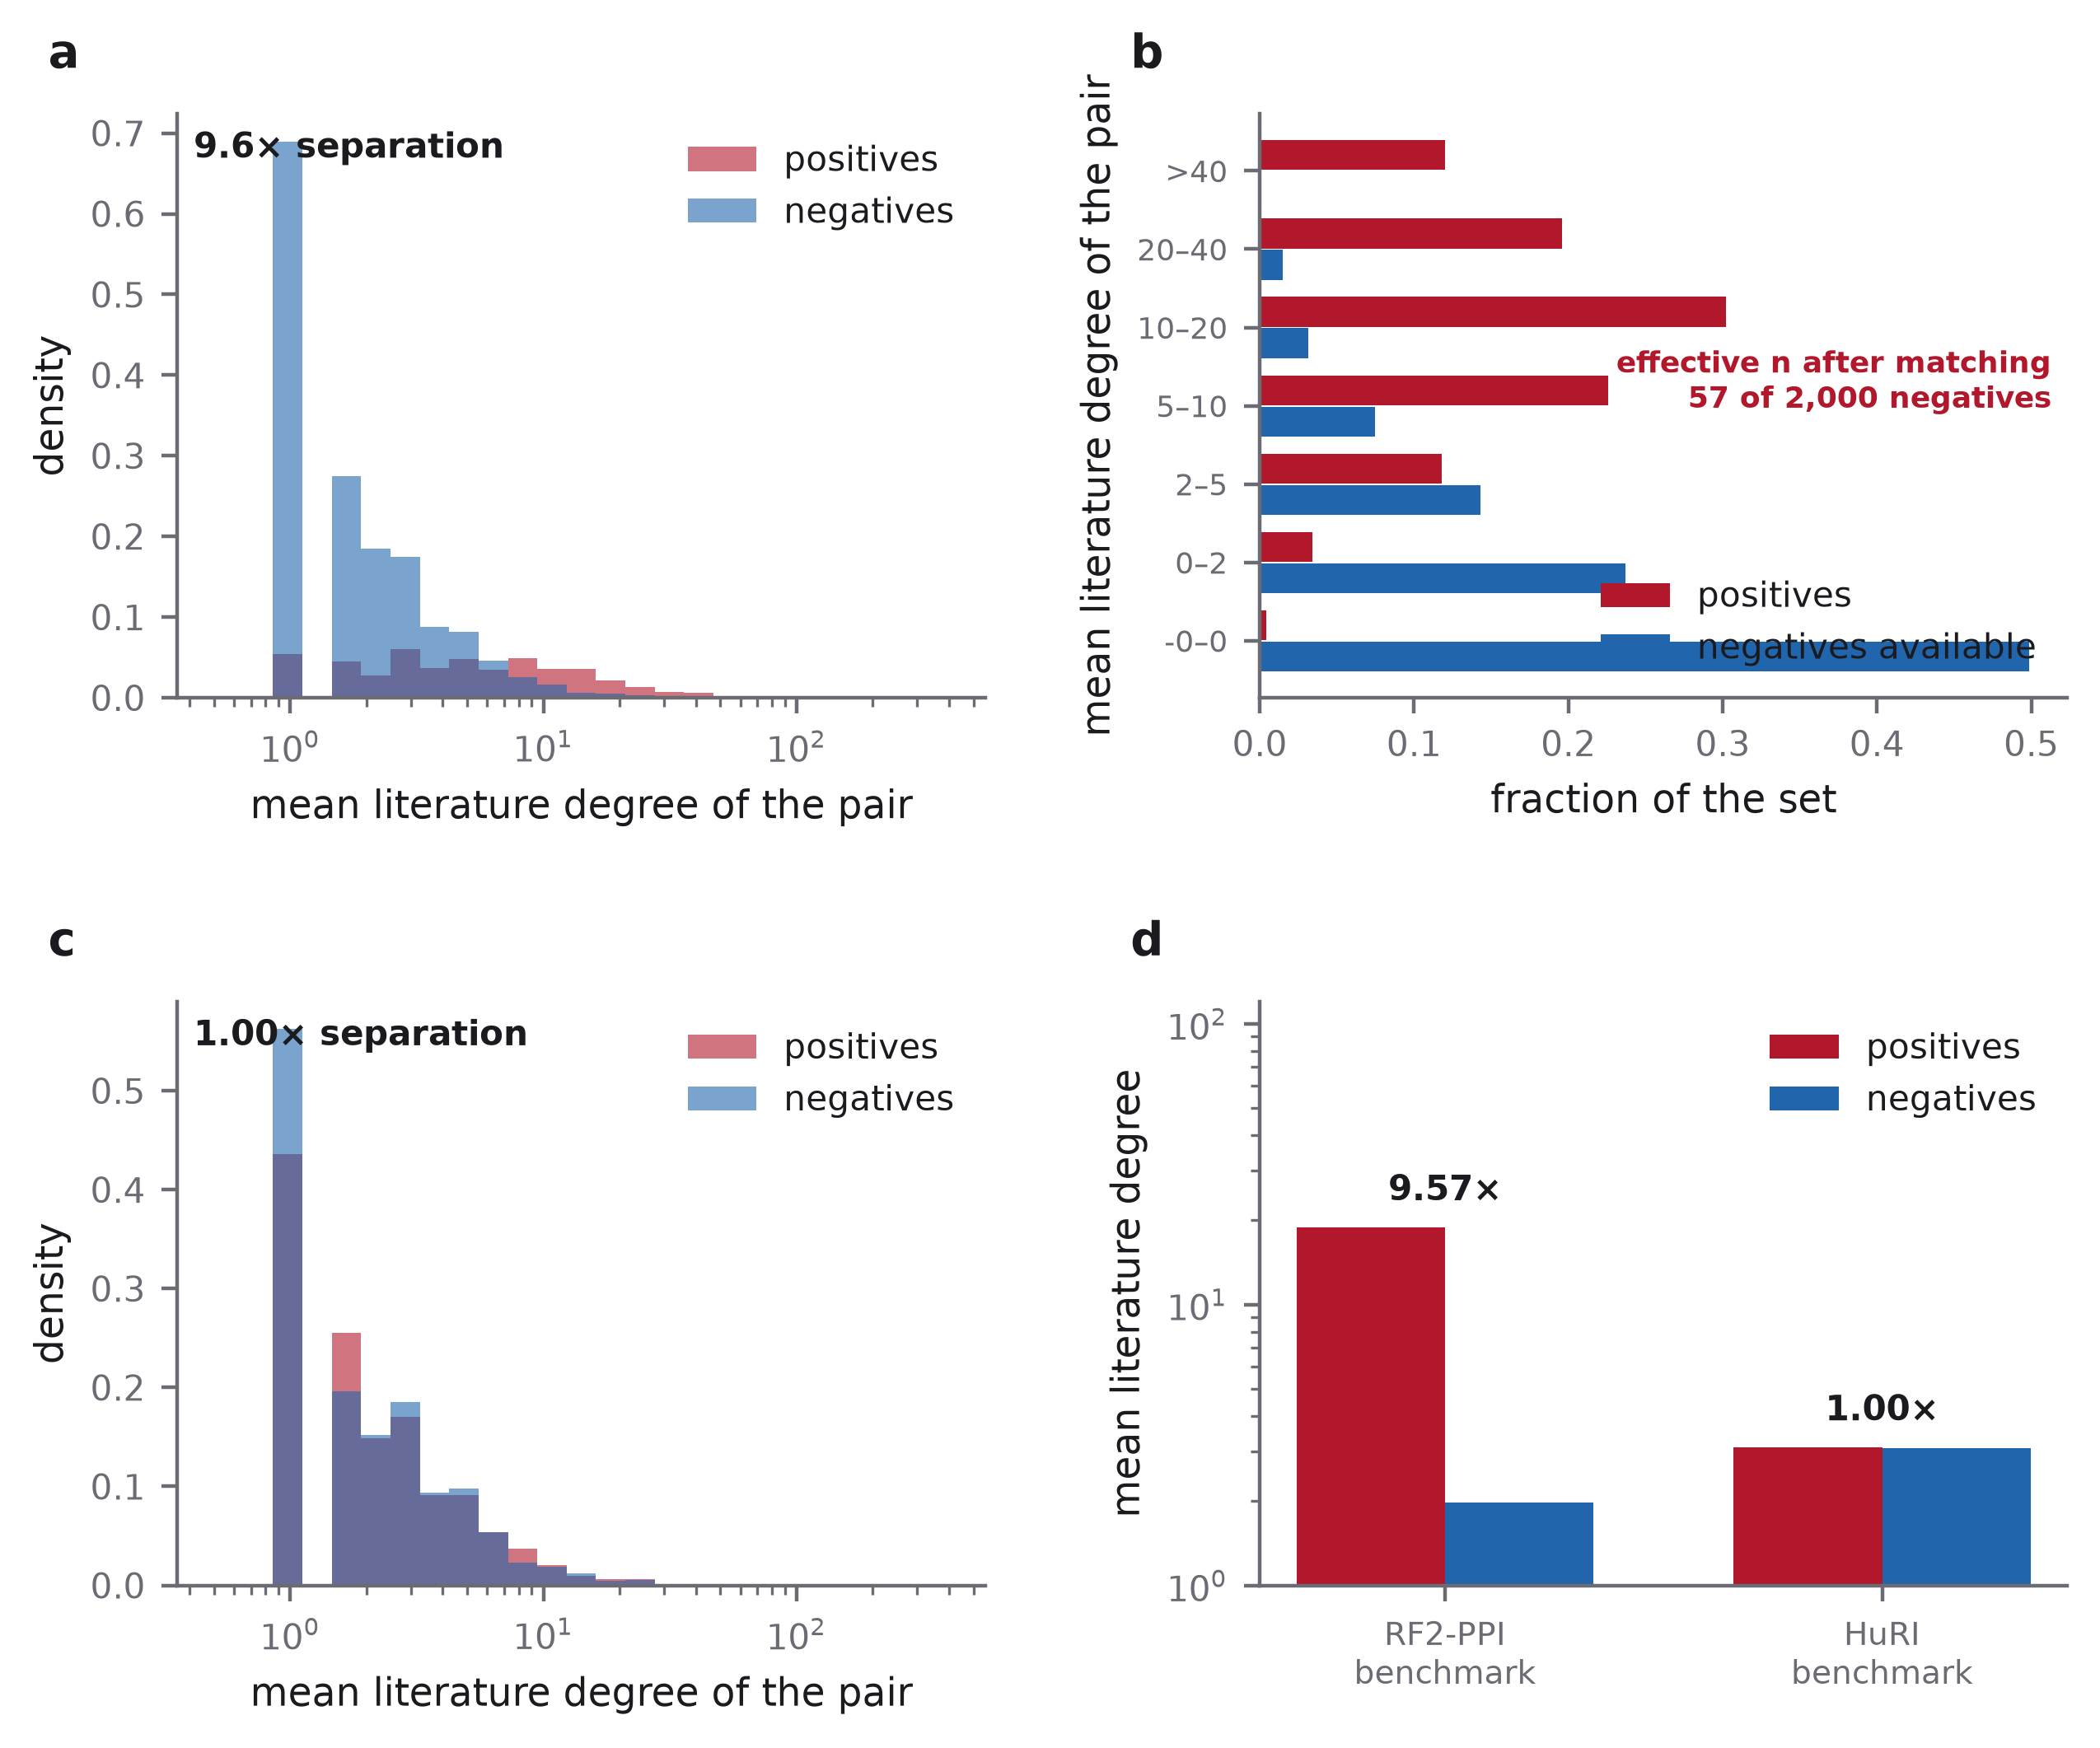 a
9.6× separation
positives
negatives
density
0.7
0.6
0.5
0.4
0.3
0.2
0.1
0.0
10⁰
10¹
10²
mean literature degree of the pair
b
mean literature degree of the pair
>40
20–40
10–20
5–10
2–5
0–2
-0–0
effective n after matching
57 of 2,000 negatives
positives
negatives available
0.0
0.1
0.2
0.3
0.4
0.5
fraction of the set
c
1.00× separation
positives
negatives
density
0.5
0.4
0.3
0.2
0.1
0.0
10⁰
10¹
10²
mean literature degree of the pair
d
mean literature degree
10²
10¹
10⁰
positives
negatives
9.57×
1.00×
RF2-PPI
benchmark
HuRI
benchmark